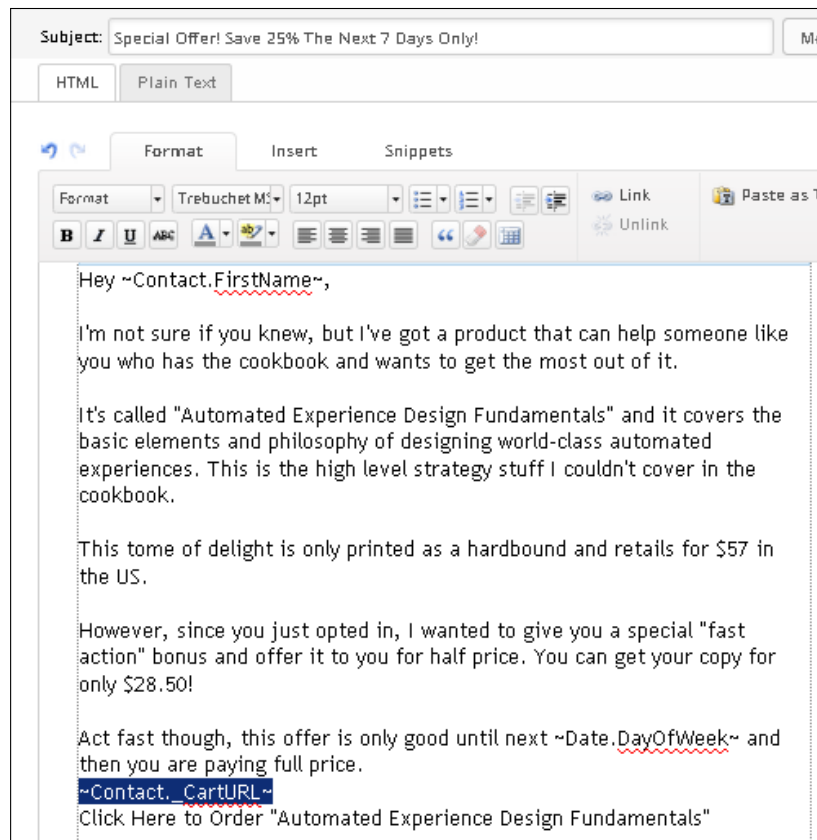 Subject: Special Offer! Save 25% The Next 7 Days Only!
HTML Plain Text
Format Insert Snippets
Format Trebuchet MS 12pt Link Paste as
B I U ABC A ab Unlink
Hey ~Contact.FirstName~,
I'm not sure if you knew, but I've got a product that can help someone like
you who has the cookbook and wants to get the most out of it.
It's called "Automated Experience Design Fundamentals" and it covers the
basic elements and philosophy of designing world-class automated
experiences. This is the high level strategy stuff I couldn't cover in the
cookbook.
This tome of delight is only printed as a hardbound and retails for $57 in
the US.
However, since you just opted in, I wanted to give you a special "fast
action" bonus and offer it to you for half price. You can get your copy for
only $28.50!
Act fast though, this offer is only good until next ~Date.DayOfWeek~ and
then you are paying full price.
~Contact._CartURL~
Click Here to Order "Automated Experience Design Fundamentals"